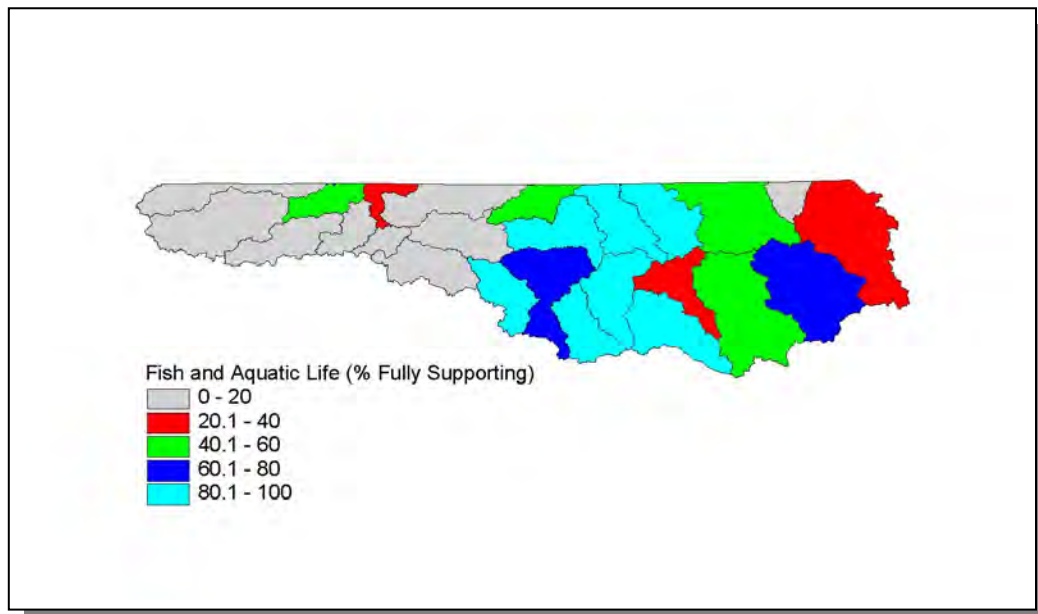 Fish and Aquatic Life (% Fully Supporting)
0 - 20
20.1 - 40
40.1 - 60
60.1 - 80
80.1 - 100